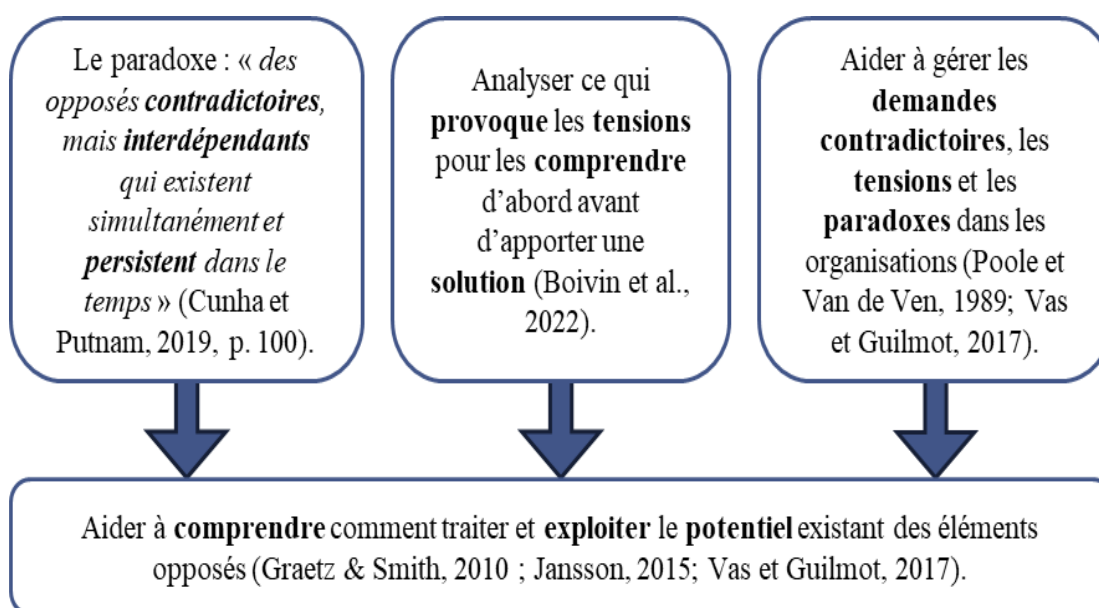 Le paradoxe : « des
opposés contradictoires,
mais interdépendants
qui existent
simultanément et
persistent dans le
temps » (Cunha et
Putnam, 2019, p. 100).
Analyser ce qui
provoque les tensions
pour les comprendre
d’abord avant
d’apporter une
solution (Boivin et al.,
2022).
Aider à gérer les
demandes
contradictoires, les
tensions et les
paradoxes dans les
organisations (Poole et
Van de Ven, 1989; Vas
et Guilmot, 2017).
Aider à comprendre comment traiter et exploiter le potentiel existant des éléments
opposés (Graetz & Smith, 2010 ; Jansson, 2015; Vas et Guilmot, 2017).